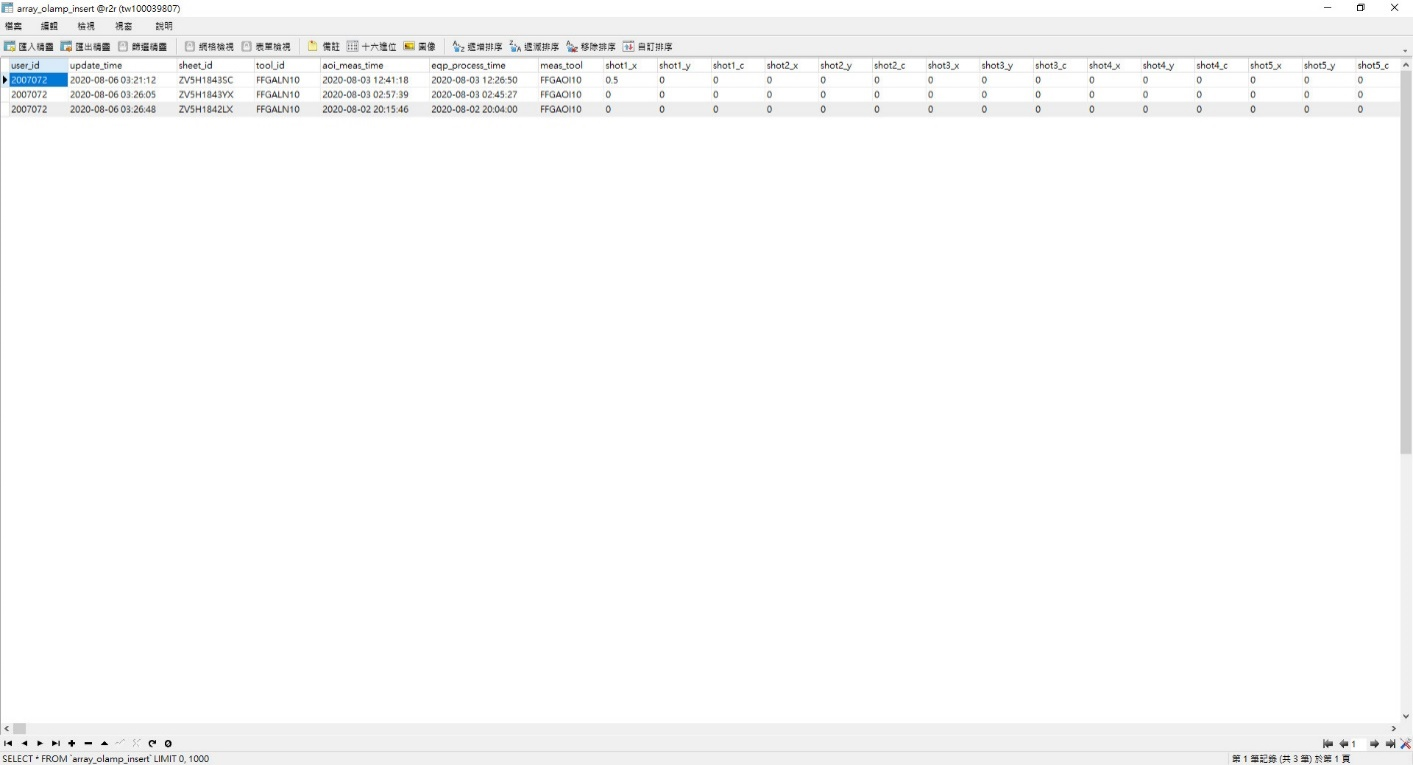 array_olamp_insert @r2r (tw100039807)
檔案 編輯 檢視 視窗 說明
匯入精靈 匯出精靈 篩選精靈 網格檢視 表單檢視 備註 十六進位 圖像 遞增排序 遞減排序 移除排序 自訂排序
user_id update_time sheet_id tool_id aoi_meas_time eqp_process_time meas_tool shot1_x shot1_y shot1_c shot2_x shot2_y shot2_c shot3_x shot3_y shot3_c shot4_x shot4_y shot4_c shot5_x shot5_y shot5_c
2007072 2020-08-06 03:21:12 ZV5H1843SC FFGALN10 2020-08-03 12:41:18 2020-08-03 12:26:50 FFGAOI10 0.5 0 0 0 0 0 0 0 0 0 0 0 0 0 0
2007072 2020-08-06 03:26:05 ZV5H1843YX FFGALN10 2020-08-03 02:57:39 2020-08-03 02:45:27 FFGAOI10 0 0 0 0 0 0 0 0 0 0 0 0 0 0 0
2007072 2020-08-06 03:26:48 ZV5H1842LX FFGALN10 2020-08-02 20:15:46 2020-08-02 20:04:00 FFGAOI10 0 0 0 0 0 0 0 0 0 0 0 0 0 0 0
1
SELECT * FROM `array_olamp_insert` LIMIT 0, 1000 第 1 筆記錄 (共 3 筆) 於第 1 頁